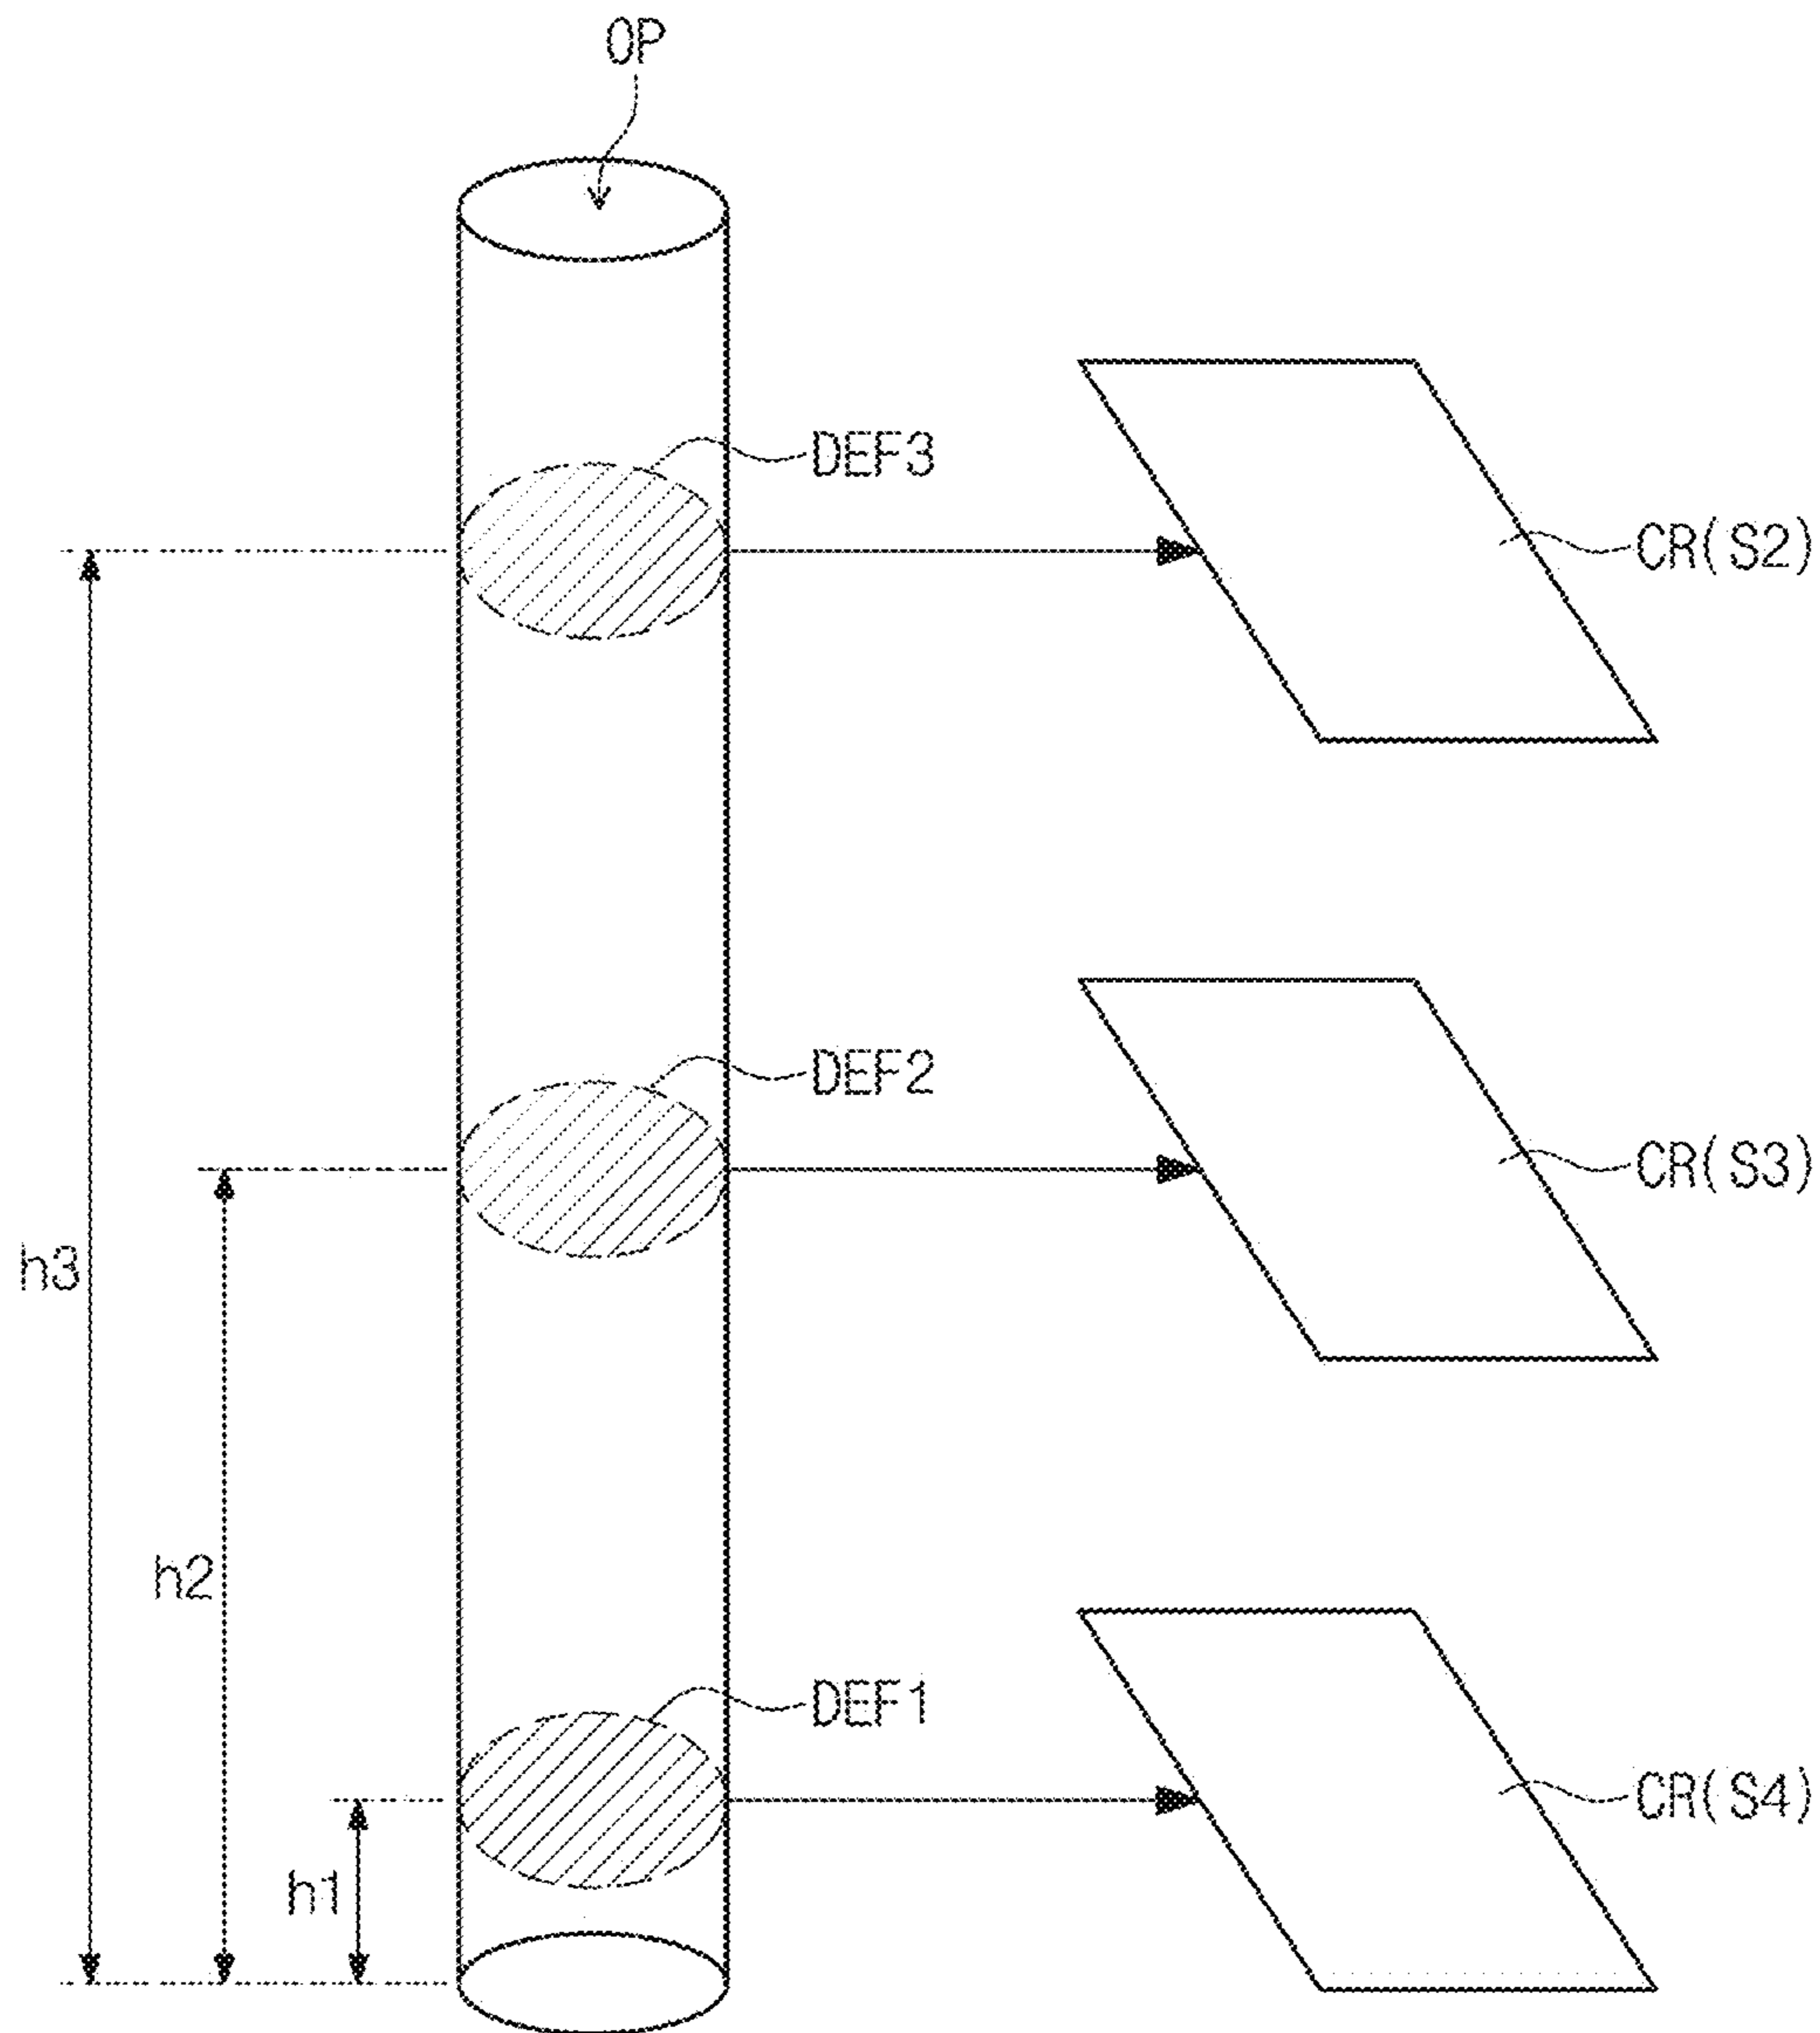 OP
DEF3
CR(S2)
DEF2
CR(S3)
h3
h2
DEF1
CR(S4)
h1